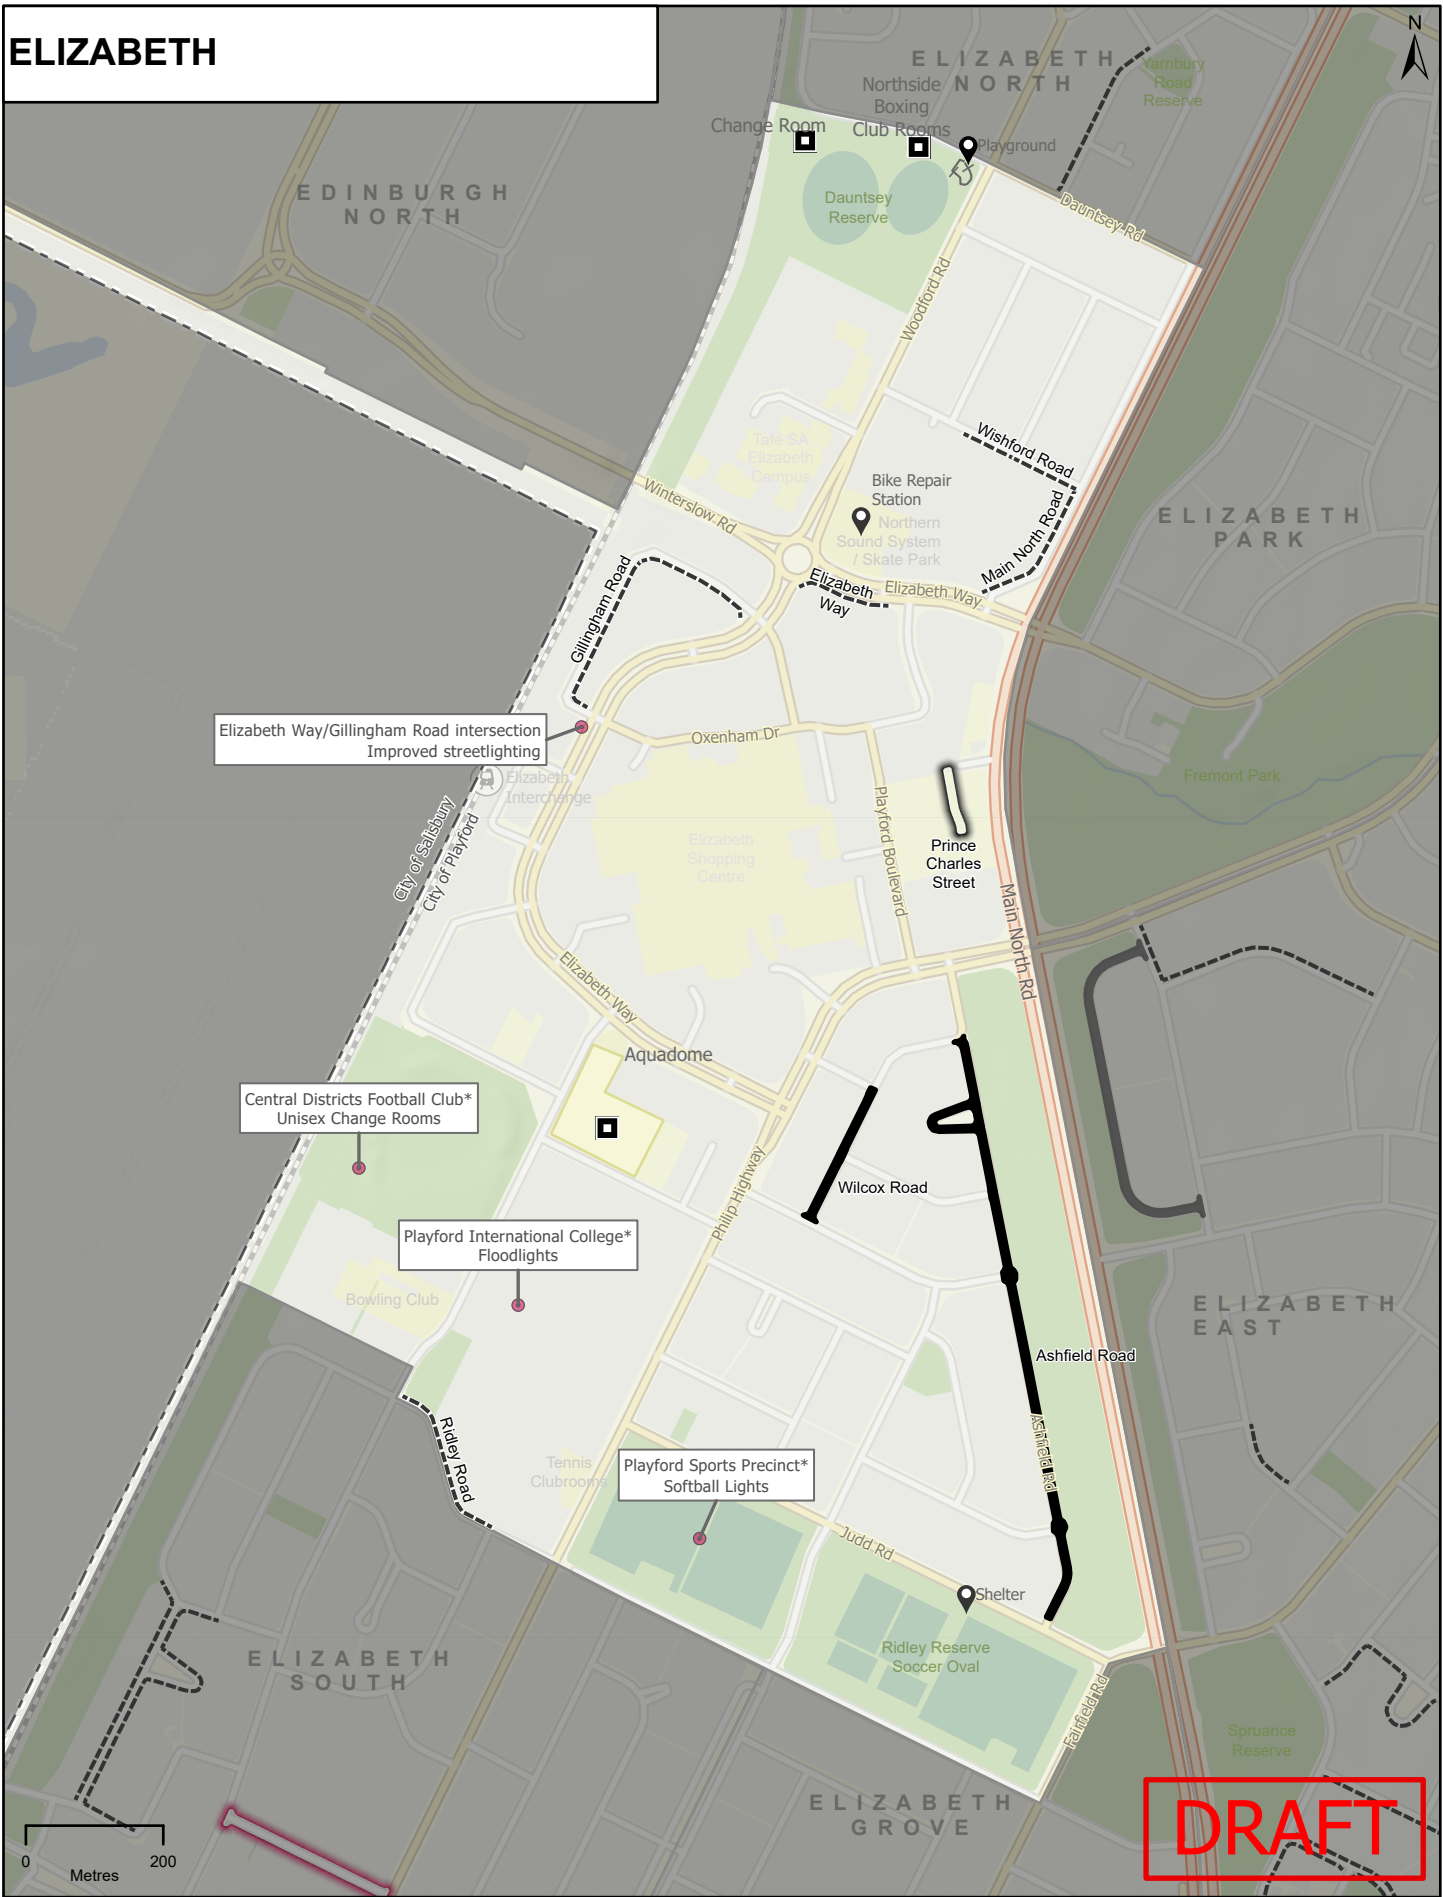 ELIZABETH
N
ELIZABETH
NORTH
Yarnbury
Road
Reserve
Northside
Boxing
Club Rooms
Change Room
Playground
EDINBURGH
NORTH
Dauntsey
Reserve
Dauntsey Rd
Woodford Rd
Wishford Road
Tafe SA
Elizabeth
Campus
Bike Repair
Station
Winterslow Rd
Northern
Sound System
/ Skate Park
Main North Road
ELIZABETH
PARK
Elizabeth
Way
Elizabeth Way
Gillingham Road
Elizabeth Way/Gillingham Road intersection
Improved streetlighting
Oxenham Dr
Elizabeth
Interchange
Fremont Park
City of Salisbury
City of Playford
Playford Boulevard
Elizabeth
Shopping
Centre
Prince
Charles
Street
Main North Rd
Elizabeth Way
Aquadome
Central Districts Football Club*
Unisex Change Rooms
Wilcox Road
Philip Highway
Playford International College*
Floodlights
Bowling Club
ELIZABETH
EAST
Ashfield Road
Ashfield Rd
Ridley Road
Tennis
Clubrooms
Playford Sports Precinct*
Softball Lights
Judd Rd
Shelter
Ridley Reserve
Soccer Oval
ELIZABETH
SOUTH
Fairfield Rd
Spruance
Reserve
ELIZABETH
GROVE
DRAFT
0 200
Metres